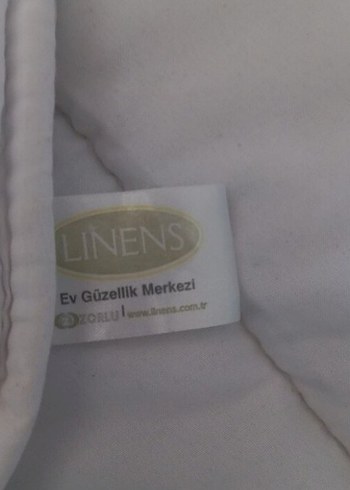 LINENS
Ev Güzellik Merkezi
ZORLU | www.linens.com.tr